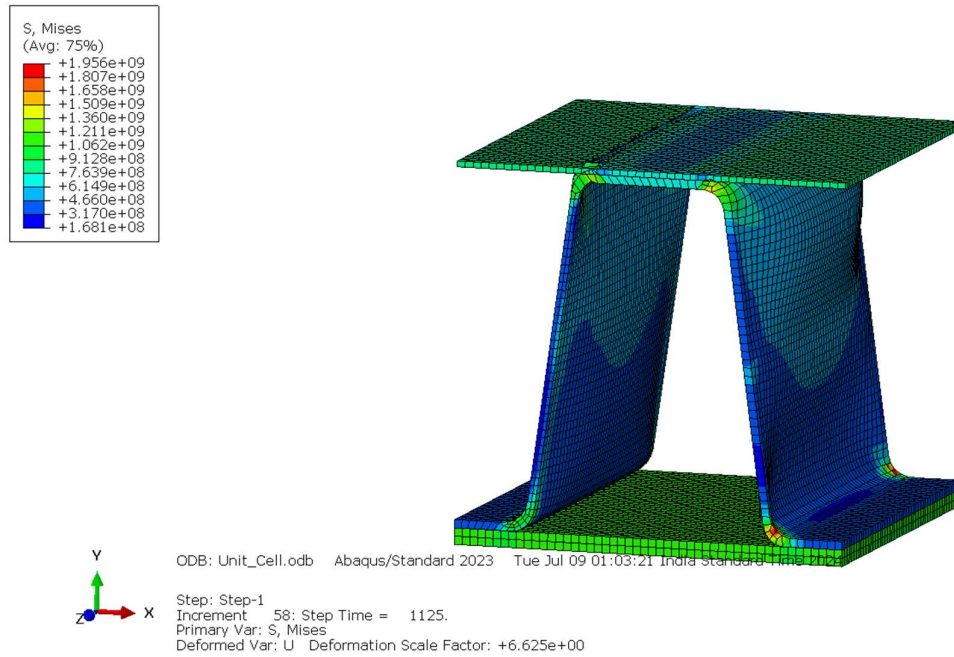 S, Mises
(Avg: 75%)
+1.956e+09
+1.807e+09
+1.658e+09
+1.509e+09
+1.360e+09
+1.211e+09
+1.062e+09
+9.128e+08
+7.639e+08
+6.149e+08
+4.660e+08
+3.170e+08
+1.681e+08
Y
Z X
ODB: Unit_Cell.odb Abaqus/Standard 2023 Tue Jul 09 01:03:21 India Standard Time
Step: Step-1
Increment 58: Step Time = 1125.
Primary Var: S, Mises
Deformed Var: U Deformation Scale Factor: +6.625e+00